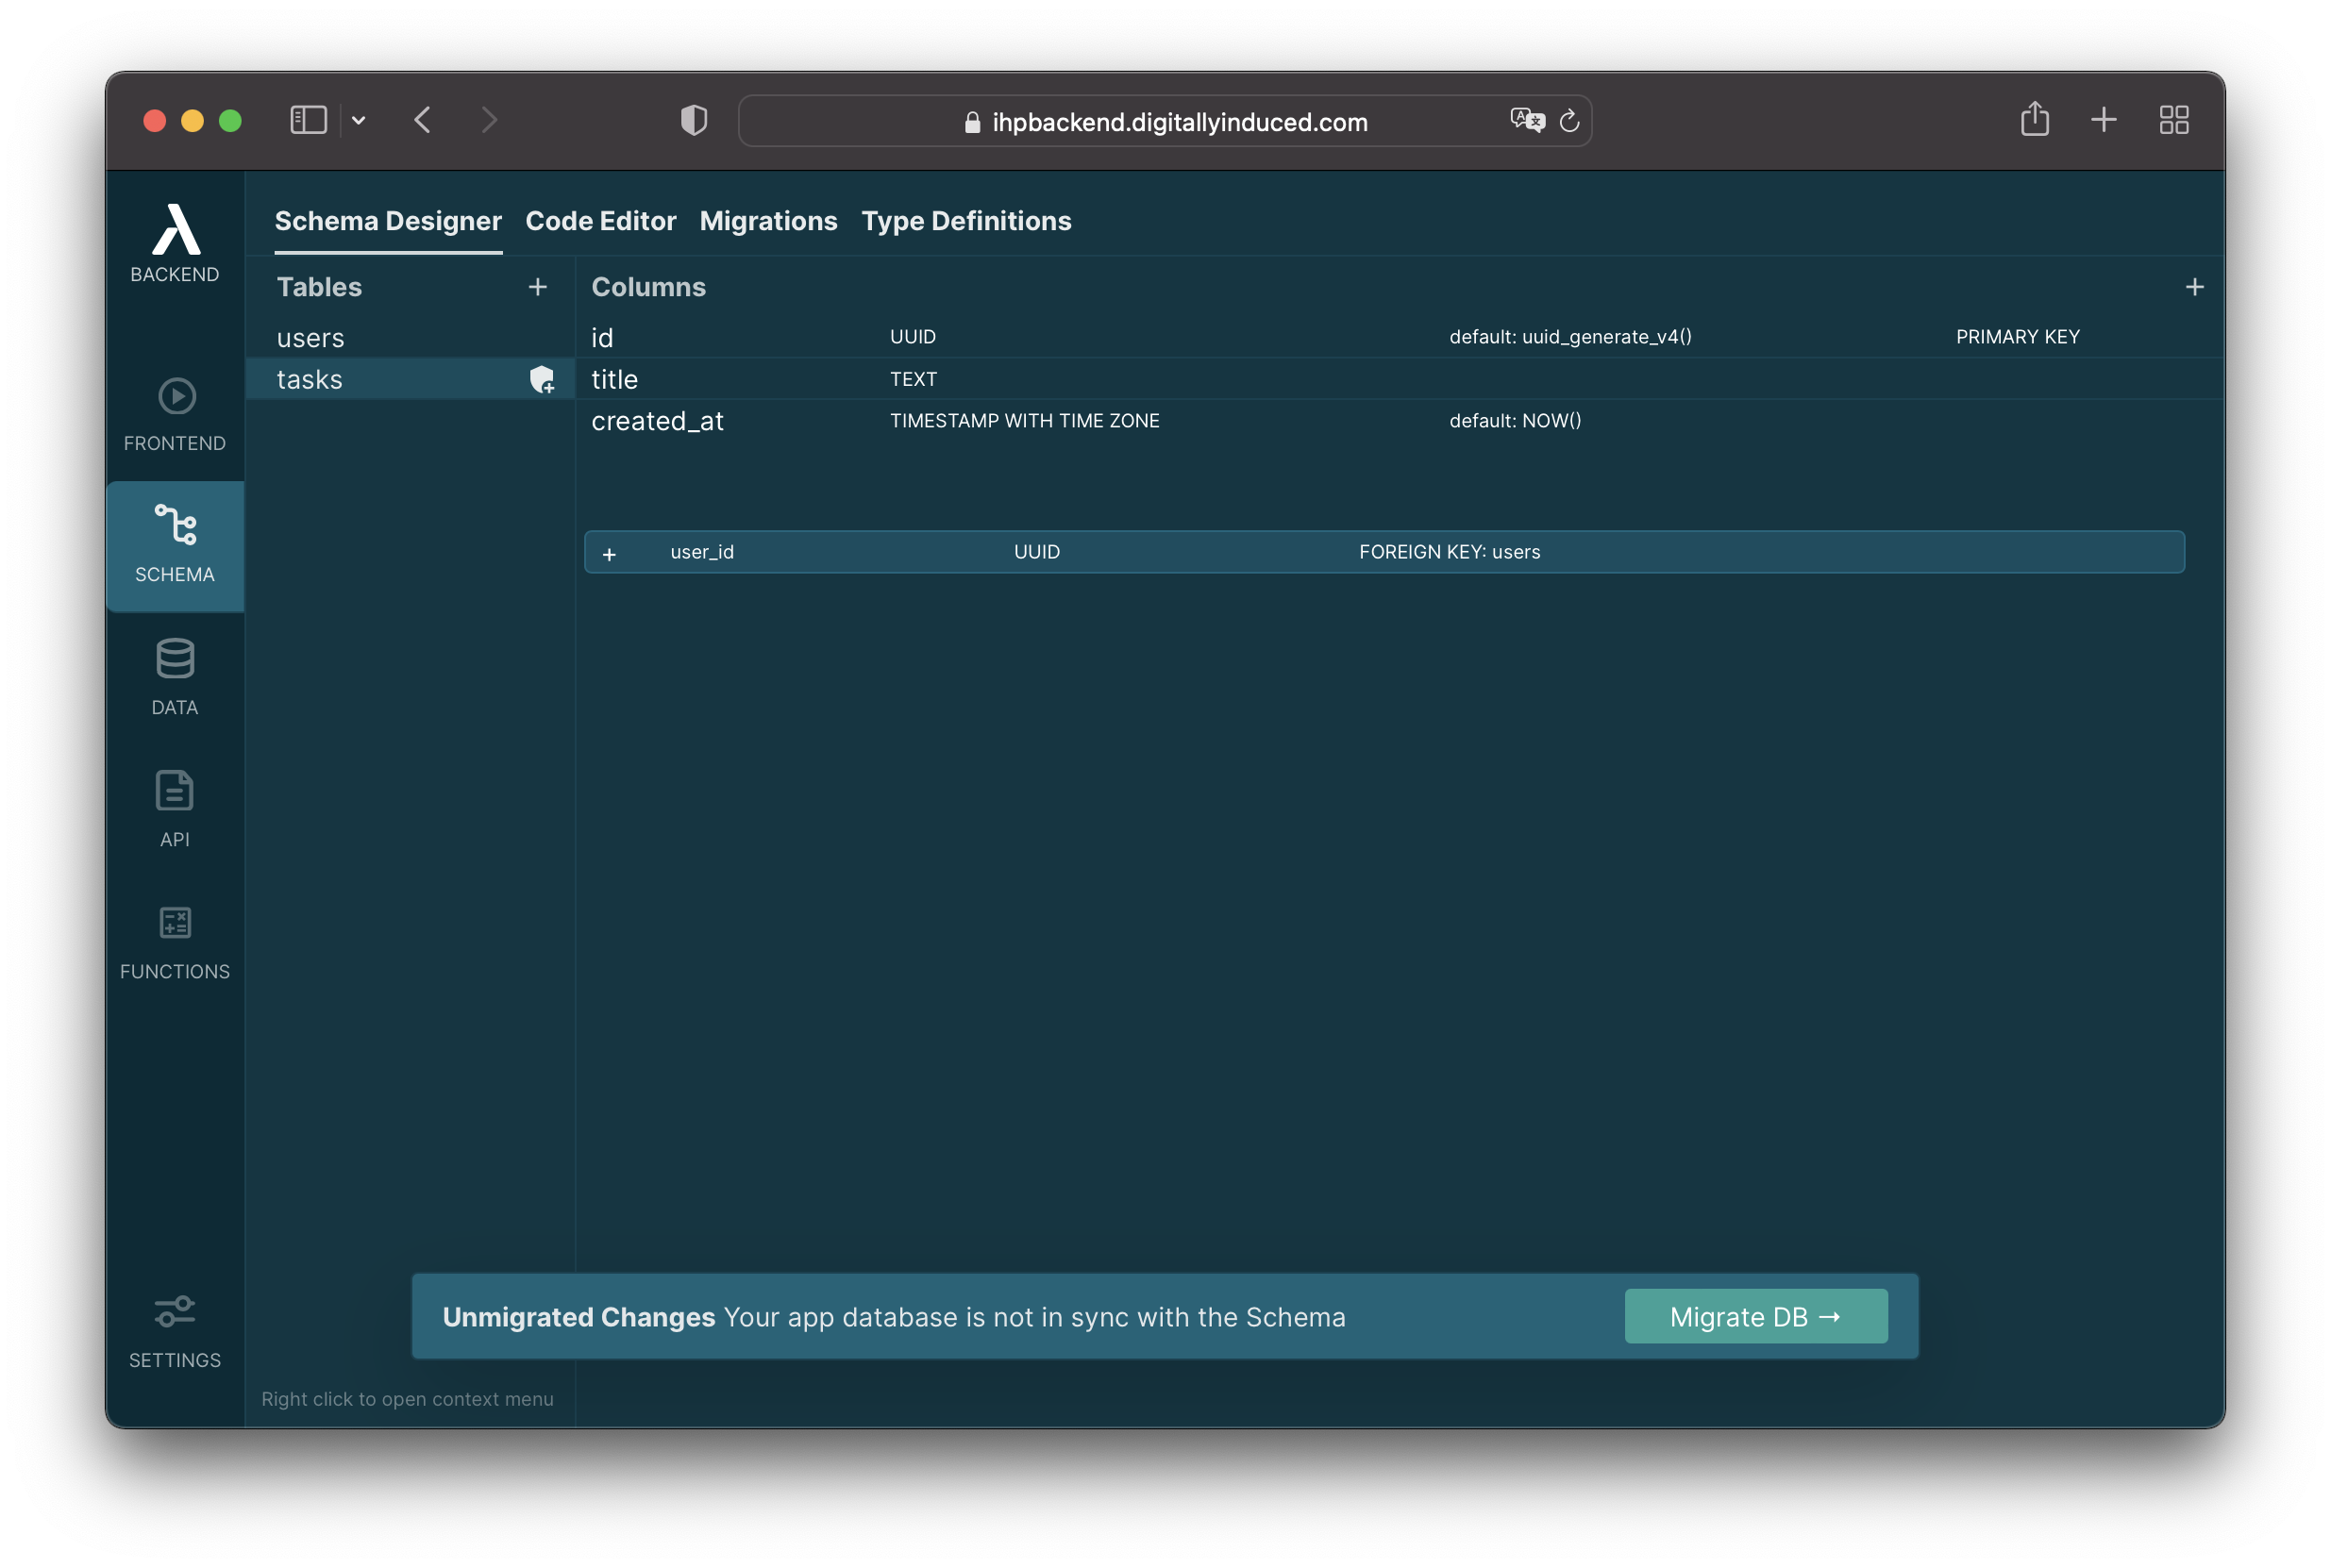 ihpbackend.digitallyinduced.com
BACKEND
FRONTEND
SCHEMA
DATA
API
FUNCTIONS
SETTINGS
Schema Designer Code Editor Migrations Type Definitions
Tables +
users
tasks
Right click to open context menu
Columns +
id UUID default: uuid_generate_v4() PRIMARY KEY
title TEXT
created_at TIMESTAMP WITH TIME ZONE default: NOW()
+ user_id UUID FOREIGN KEY: users
Unmigrated Changes Your app database is not in sync with the Schema
Migrate DB →